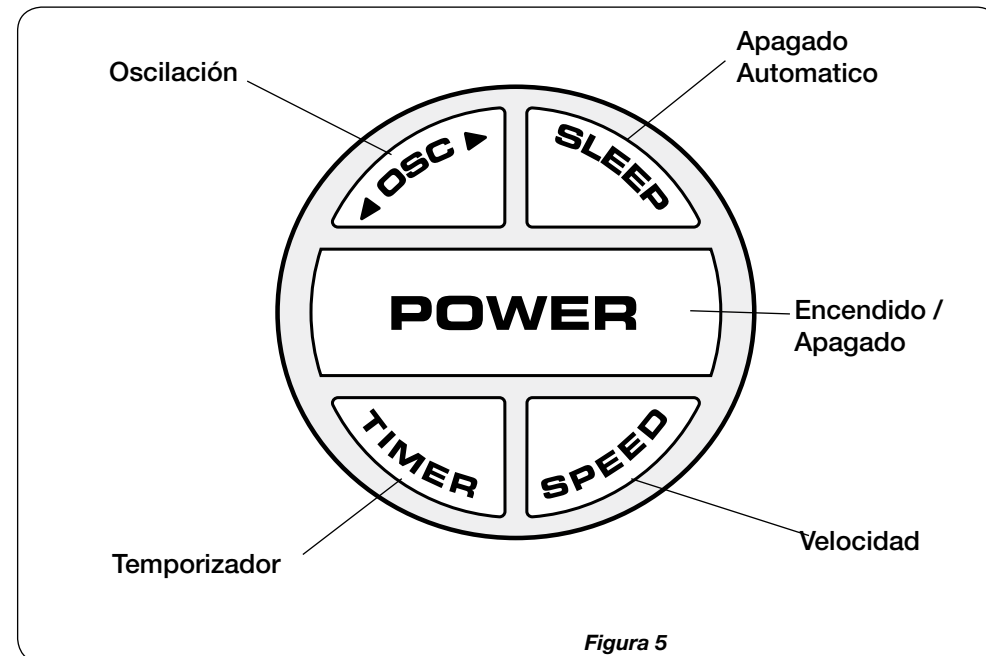 Apagado
Automatico
Oscilación
◄ OSC ►
SLEEP
POWER
Encendido /
Apagado
TIMER
SPEED
Velocidad
Temporizador
Figura 5